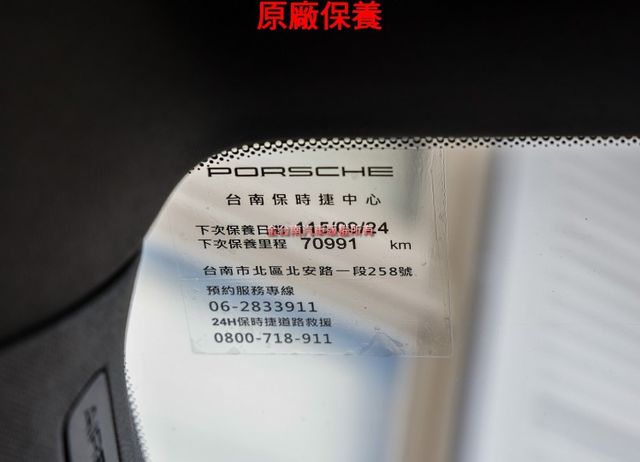 原廠保養
PORSCHE
台南保時捷中心
下次保養日期 115/09/24
下次保養里程 70991 km
台南市北區北安路一段258號
預約服務專線
06-2833911
24H保時捷道路救援
0800-718-911